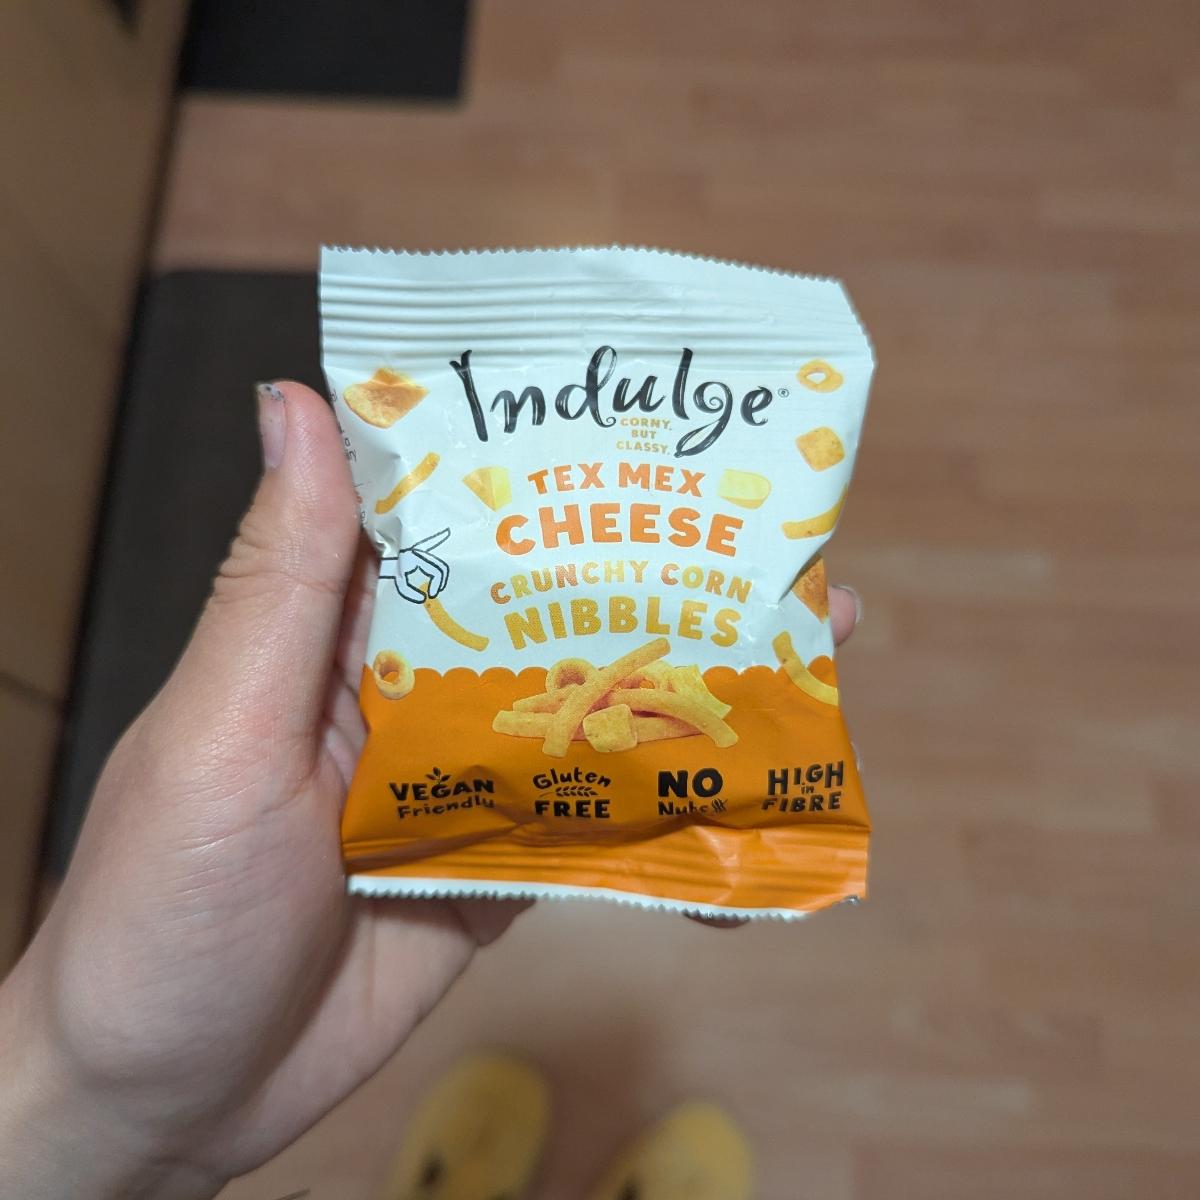 Indulge®
CORNY.
BUT
CLASSY.
TEX MEX
CHEESE
CRUNCHY CORN
NIBBLES
VEGAN
Friendly
Gluten
FREE
NO
Nuts
HIGH
in
FIBRE